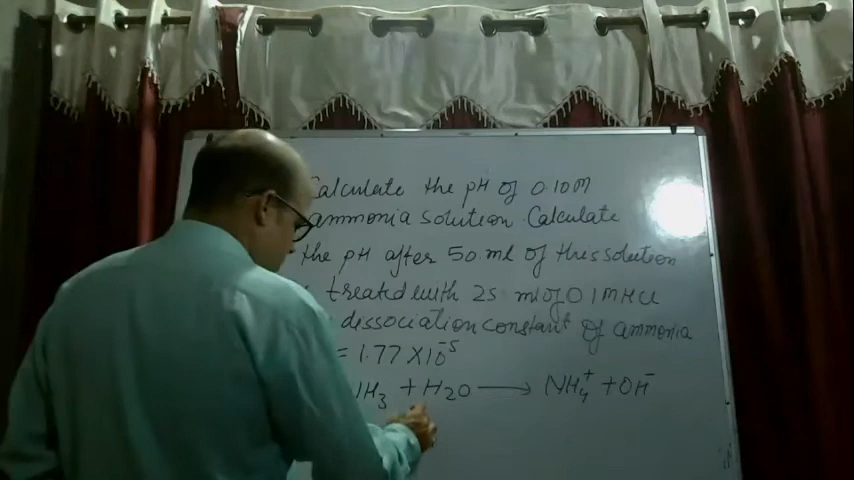 Calculate the pH of 0.10M
ammonia solution. Calculate
the pH after 50 ml of this solution
treated with 25 ml of 0.1M HCl
dissociation constant of ammonia
= 1.77 × 10⁻⁵
NH₃ + H₂O ⟶ NH₄⁺ + OH⁻